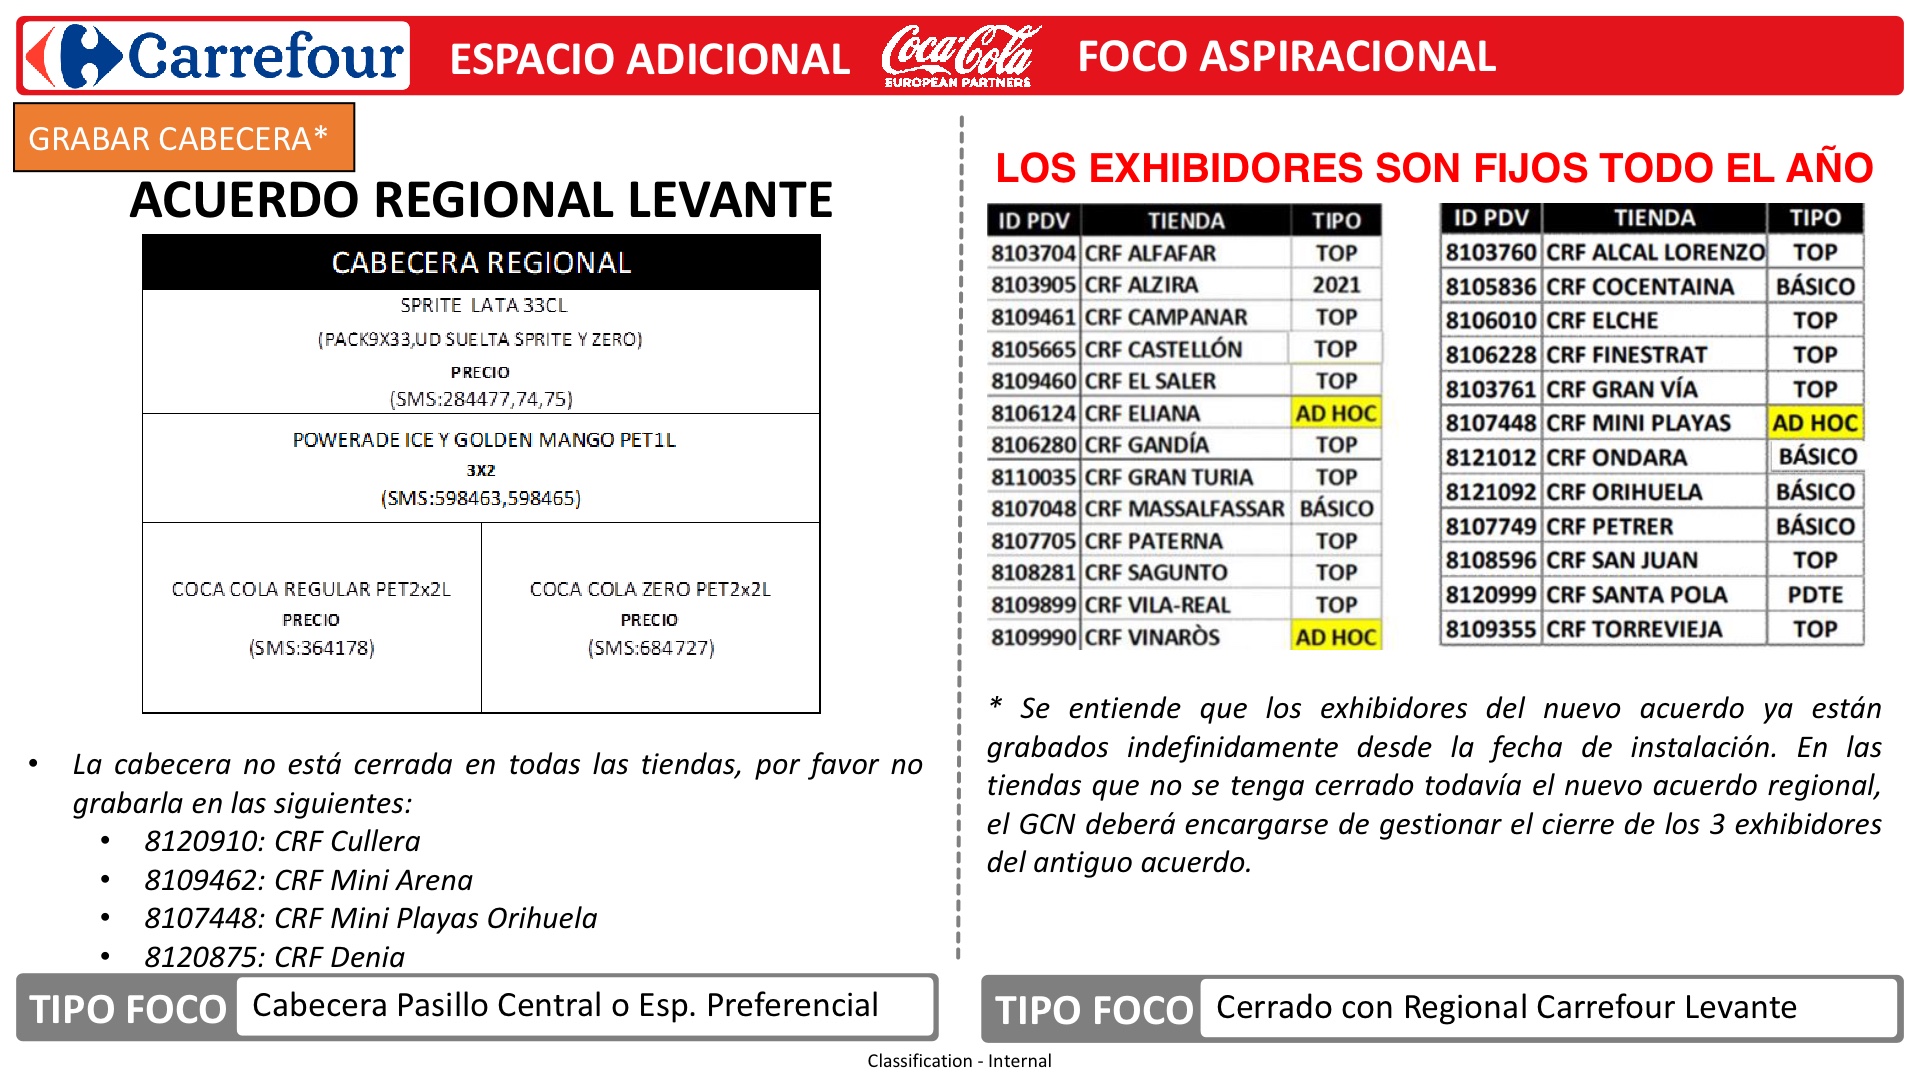 Carrefour
ESPACIO ADICIONAL
Coca-Cola
EUROPEAN PARTNERS
FOCO ASPIRACIONAL
GRABAR CABECERA*
ACUERDO REGIONAL LEVANTE
CABECERA REGIONAL
SPRITE LATA 33CL
(PACK9X33,UD SUELTA SPRITE Y ZERO)
PRECIO
(SMS:284477,74,75)
POWERADE ICE Y GOLDEN MANGO PET1L
3X2
(SMS:598463,598465)
COCA COLA REGULAR PET2x2L
PRECIO
(SMS:364178)
COCA COLA ZERO PET2x2L
PRECIO
(SMS:684727)
• La cabecera no está cerrada en todas las tiendas, por favor no
grabarla en las siguientes:
• 8120910: CRF Cullera
• 8109462: CRF Mini Arena
• 8107448: CRF Mini Playas Orihuela
• 8120875: CRF Denia
TIPO FOCO Cabecera Pasillo Central o Esp. Preferencial
LOS EXHIBIDORES SON FIJOS TODO EL AÑO
ID PDV TIENDA TIPO
8103704 CRF ALFAFAR TOP
8103905 CRF ALZIRA 2021
8109461 CRF CAMPANAR TOP
8105665 CRF CASTELLÓN TOP
8109460 CRF EL SALER TOP
8106124 CRF ELIANA AD HOC
8106280 CRF GANDÍA TOP
8110035 CRF GRAN TURIA TOP
8107048 CRF MASSALFASSAR BÁSICO
8107705 CRF PATERNA TOP
8108281 CRF SAGUNTO TOP
8109899 CRF VILA-REAL TOP
8109990 CRF VINARÒS AD HOC
ID PDV TIENDA TIPO
8103760 CRF ALCAL LORENZO TOP
8105836 CRF COCENTAINA BÁSICO
8106010 CRF ELCHE TOP
8106228 CRF FINESTRAT TOP
8103761 CRF GRAN VÍA TOP
8107448 CRF MINI PLAYAS AD HOC
8121012 CRF ONDARA BÁSICO
8121092 CRF ORIHUELA BÁSICO
8107749 CRF PETRER BÁSICO
8108596 CRF SAN JUAN TOP
8120999 CRF SANTA POLA PDTE
8109355 CRF TORREVIEJA TOP
* Se entiende que los exhibidores del nuevo acuerdo ya están
grabados indefinidamente desde la fecha de instalación. En las
tiendas que no se tenga cerrado todavía el nuevo acuerdo regional,
el GCN deberá encargarse de gestionar el cierre de los 3 exhibidores
del antiguo acuerdo.
TIPO FOCO Cerrado con Regional Carrefour Levante
Classification - Internal